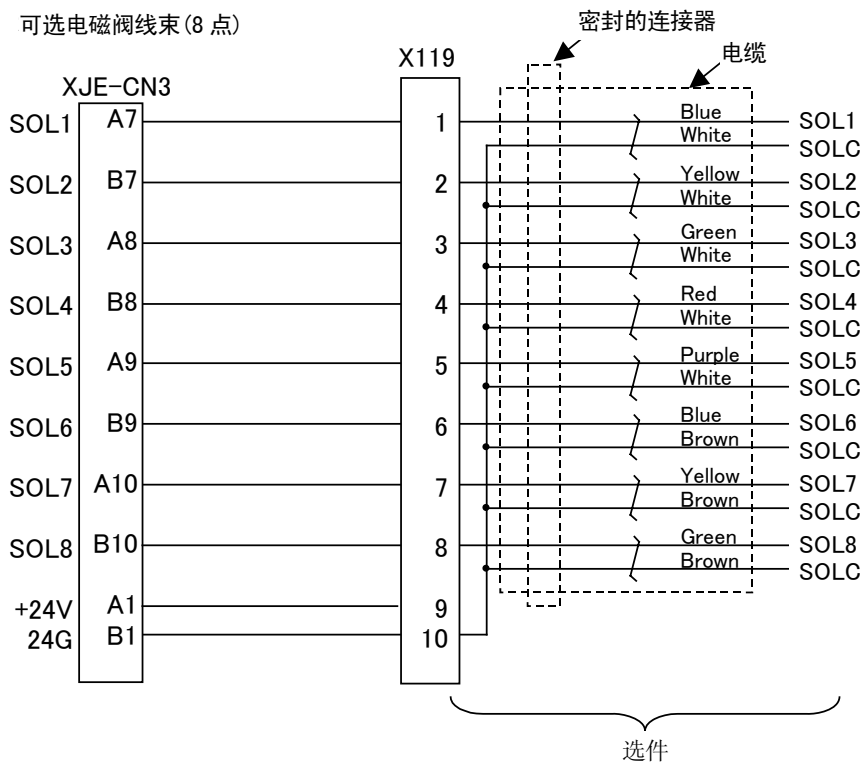 可选电磁阀线束(8 点)
密封的连接器
X119
电缆
XJE-CN3
SOL1 A7 1 Blue SOL1
White SOLC
SOL2 B7 2 Yellow SOL2
White SOLC
SOL3 A8 3 Green SOL3
White SOLC
SOL4 B8 4 Red SOL4
White SOLC
SOL5 A9 5 Purple SOL5
White SOLC
SOL6 B9 6 Blue SOL6
Brown SOLC
SOL7 A10 7 Yellow SOL7
Brown SOLC
SOL8 B10 8 Green SOL8
Brown SOLC
+24V A1 9
24G B1 10
选件